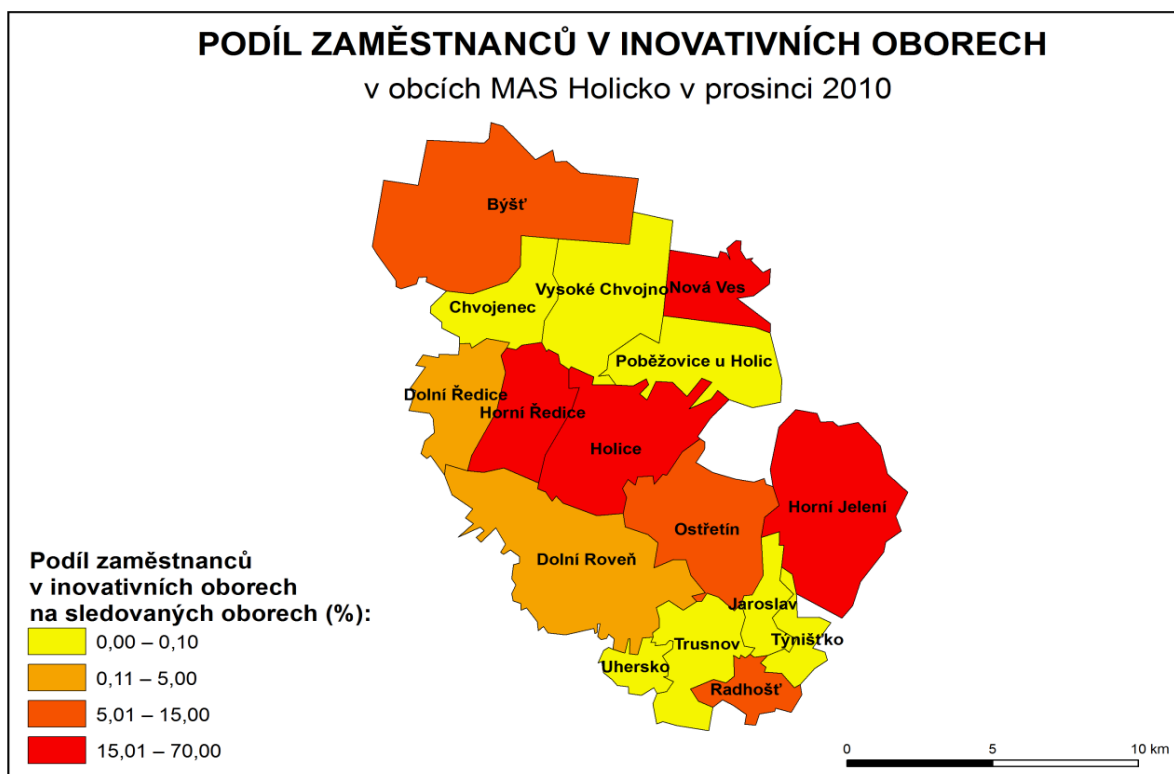 PODÍL ZAMĚSTNANCŮ V INOVATIVNÍCH OBORECH
v obcích MAS Holicko v prosinci 2010
Býšť
Vysoké Chvojno
Nová Ves
Chvojenec
Poběžovice u Holic
Dolní Ředice
Horní Ředice
Holice
Horní Jelení
Ostřetín
Dolní Roveň
Jaroslav
Týnišťko
Trusnov
Uhersko
Radhošť
Podíl zaměstnanců
v inovativních oborech
na sledovaných oborech (%):
0,00 – 0,10
0,11 – 5,00
5,01 – 15,00
15,01 – 70,00
0 5 10 km